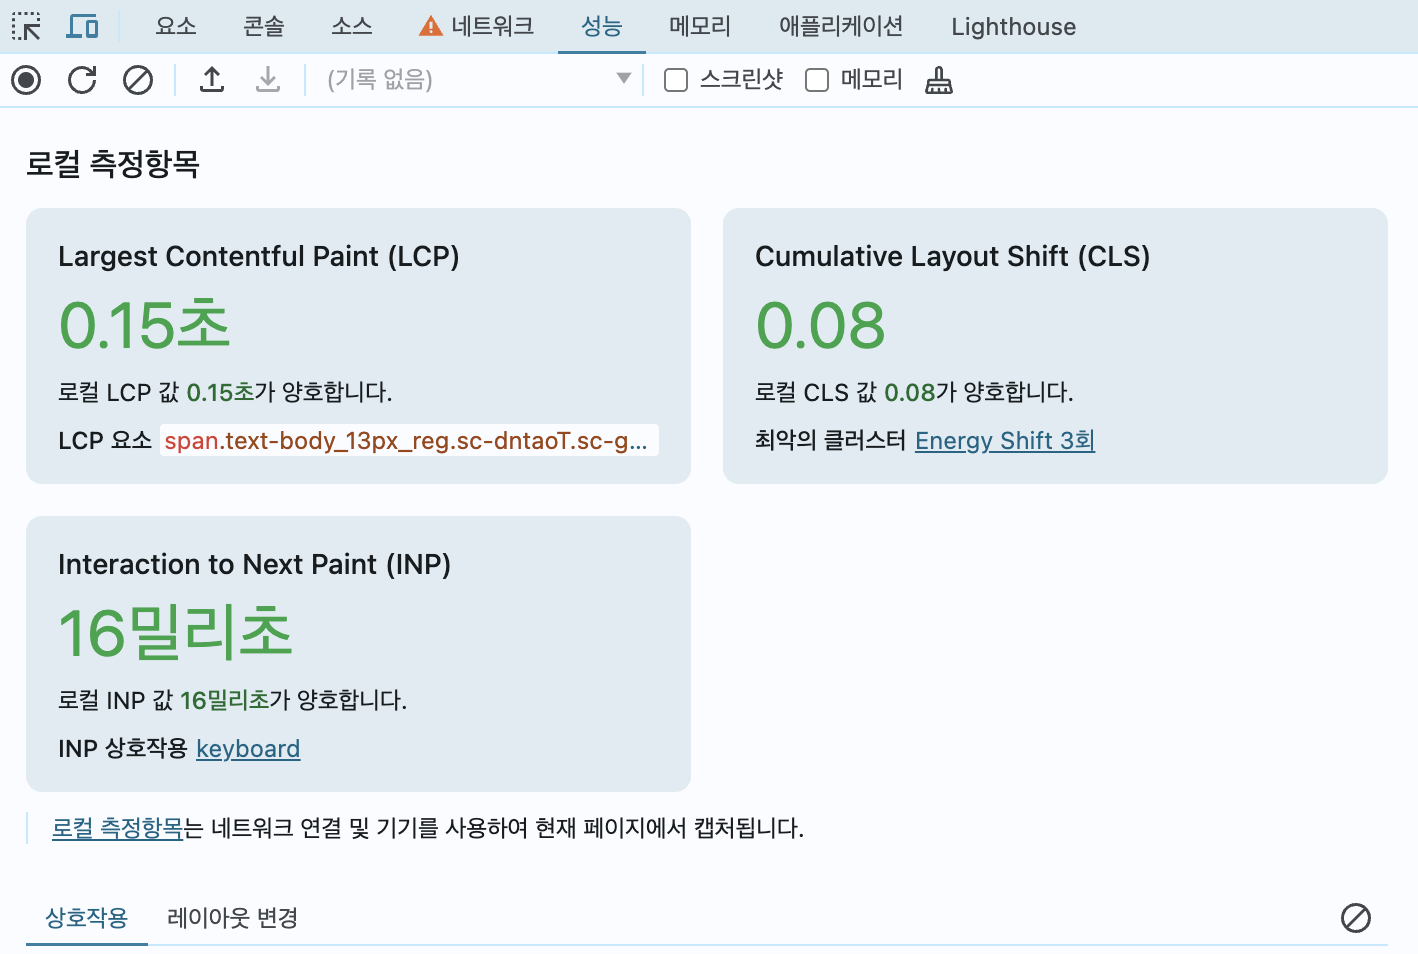 요소 콘솔 소스 네트워크 성능 메모리 애플리케이션 Lighthouse
(기록 없음) 스크린샷 메모리
로컬 측정항목
Largest Contentful Paint (LCP)
0.15초
로컬 LCP 값 0.15초가 양호합니다.
LCP 요소 span.text-body_13px_reg.sc-dntaoT.sc-g...
Cumulative Layout Shift (CLS)
0.08
로컬 CLS 값 0.08가 양호합니다.
최악의 클러스터 Energy Shift 3회
Interaction to Next Paint (INP)
16밀리초
로컬 INP 값 16밀리초가 양호합니다.
INP 상호작용 keyboard
로컬 측정항목는 네트워크 연결 및 기기를 사용하여 현재 페이지에서 캡처됩니다.
상호작용 레이아웃 변경